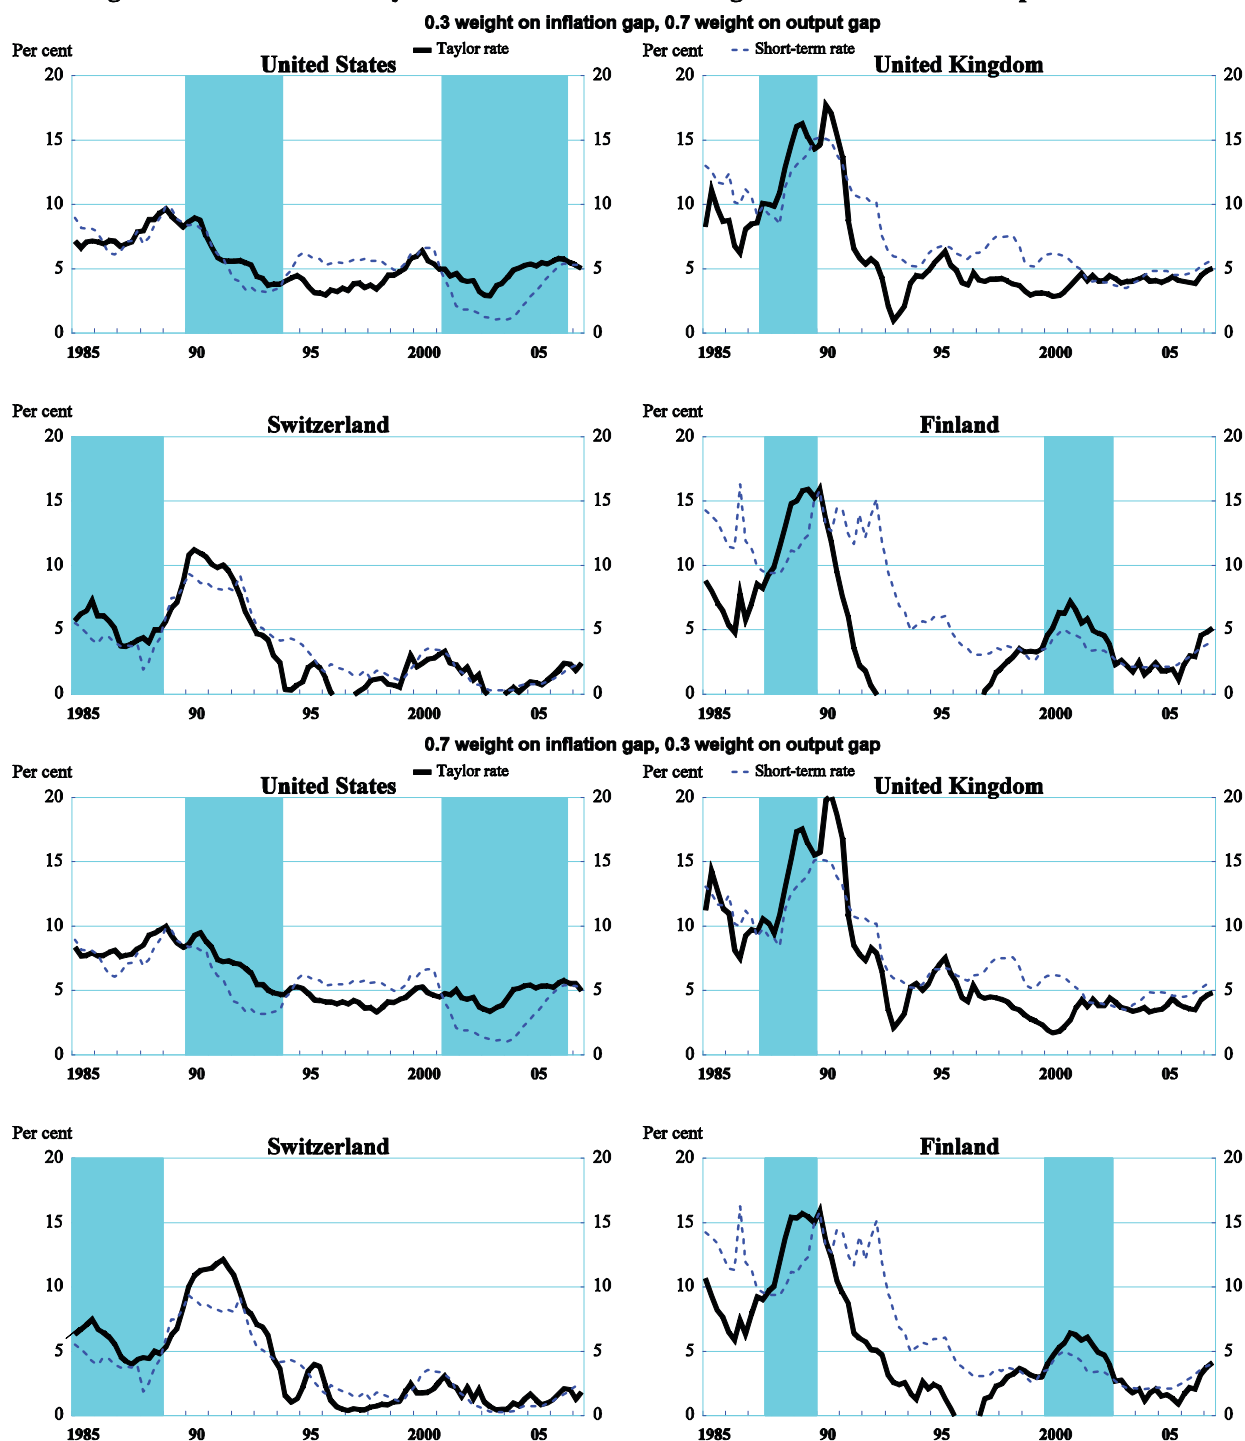 0.3 weight on inflation gap, 0.7 weight on output gap
Per cent Taylor rate Per cent Short-term rate
United States United Kingdom
20 20 20 20
15 15 15 15
10 10 10 10
5 5 5 5
0 0 0 0
1985 90 95 2000 05 1985 90 95 2000 05
Per cent Per cent
Switzerland Finland
20 20 20 20
15 15 15 15
10 10 10 10
5 5 5 5
0 0 0 0
1985 90 95 2000 05 1985 90 95 2000 05
0.7 weight on inflation gap, 0.3 weight on output gap
Per cent Taylor rate Per cent Short-term rate
United States United Kingdom
20 20 20 20
15 15 15 15
10 10 10 10
5 5 5 5
0 0 0 0
1985 90 95 2000 05 1985 90 95 2000 05
Per cent Per cent
Switzerland Finland
20 20 20 20
15 15 15 15
10 10 10 10
5 5 5 5
0 0 0 0
1985 90 95 2000 05 1985 90 95 2000 05